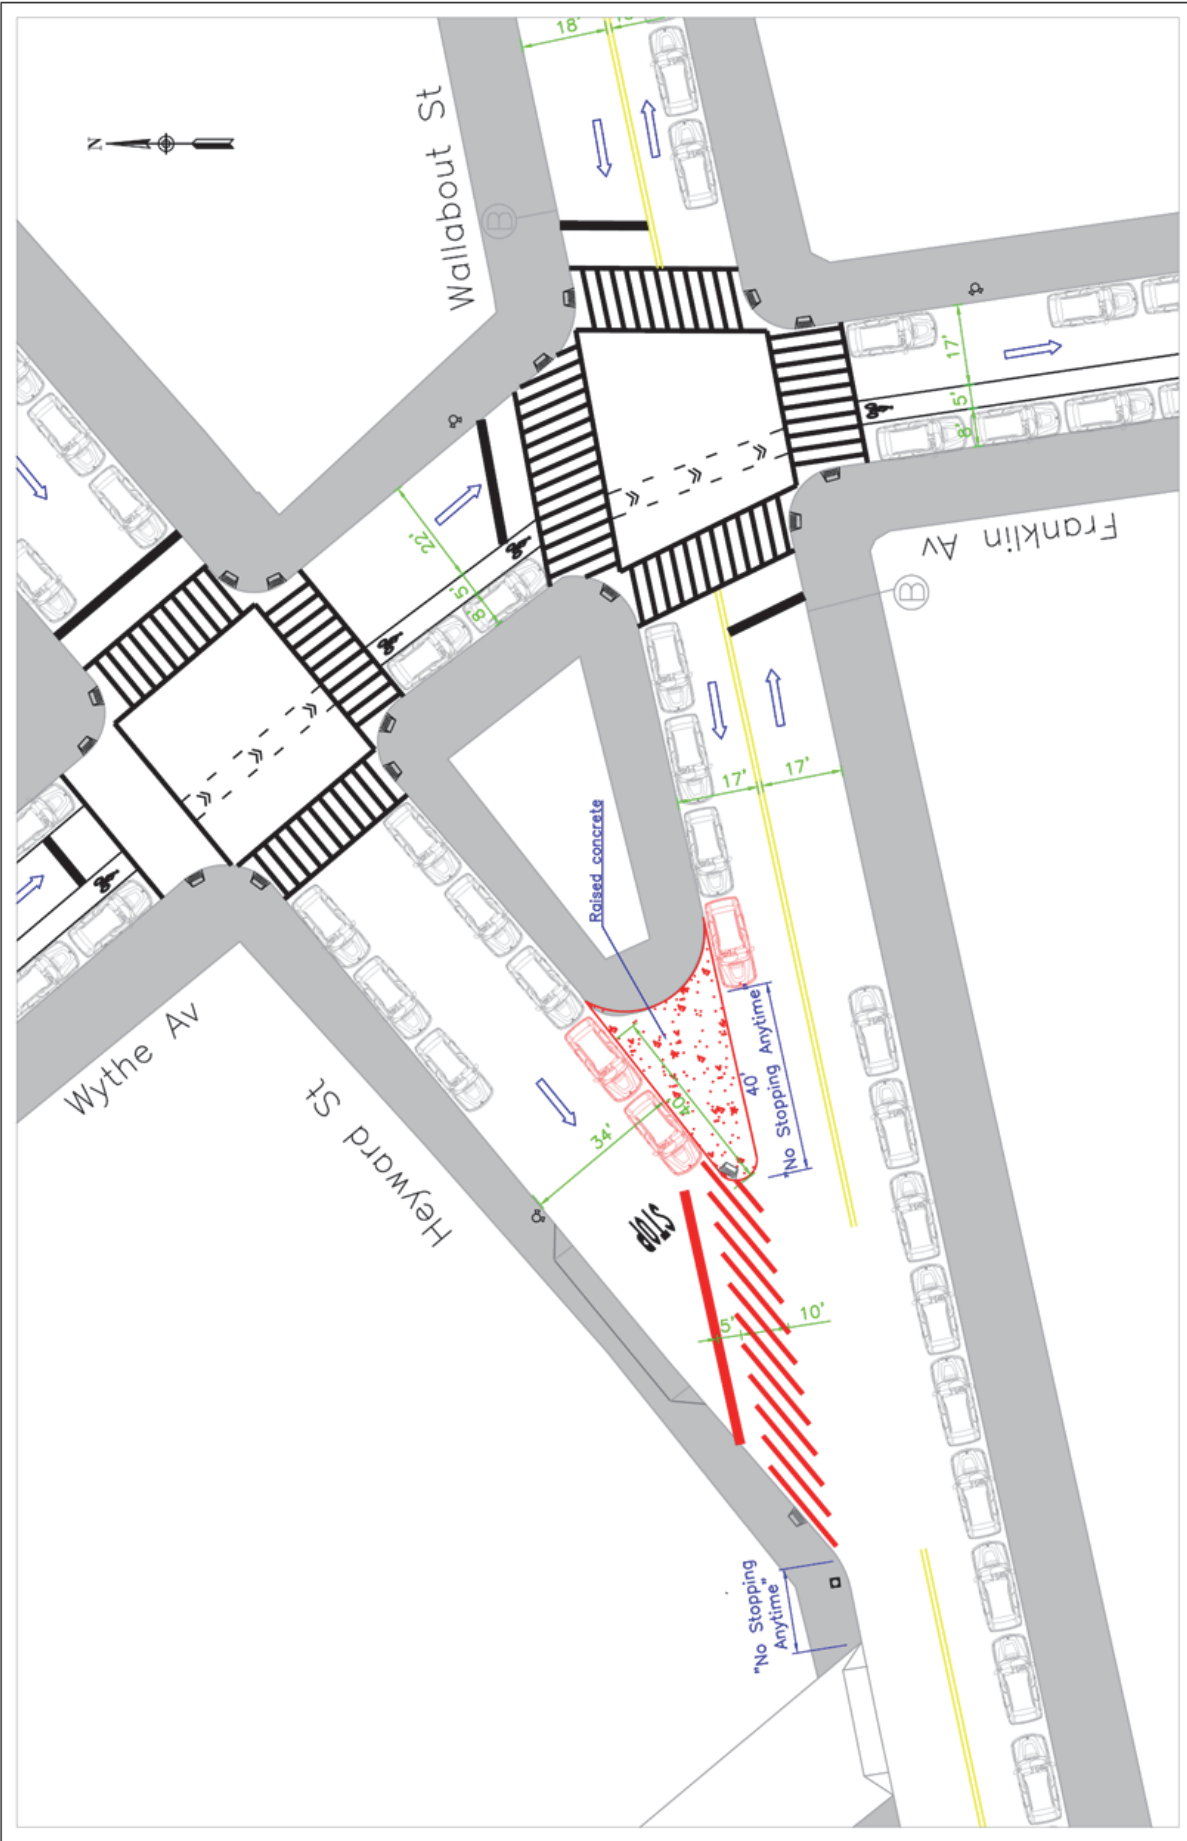 18'
N
Wallabout St
B
17'
5'
8'
22'
5'
8'
Franklin Av
B
17'
17'
Raised concrete
Wythe Av
Heyward St
34'
40'
40'
"No Stopping Anytime"
STOP
5'
10'
"No Stopping
Anytime"